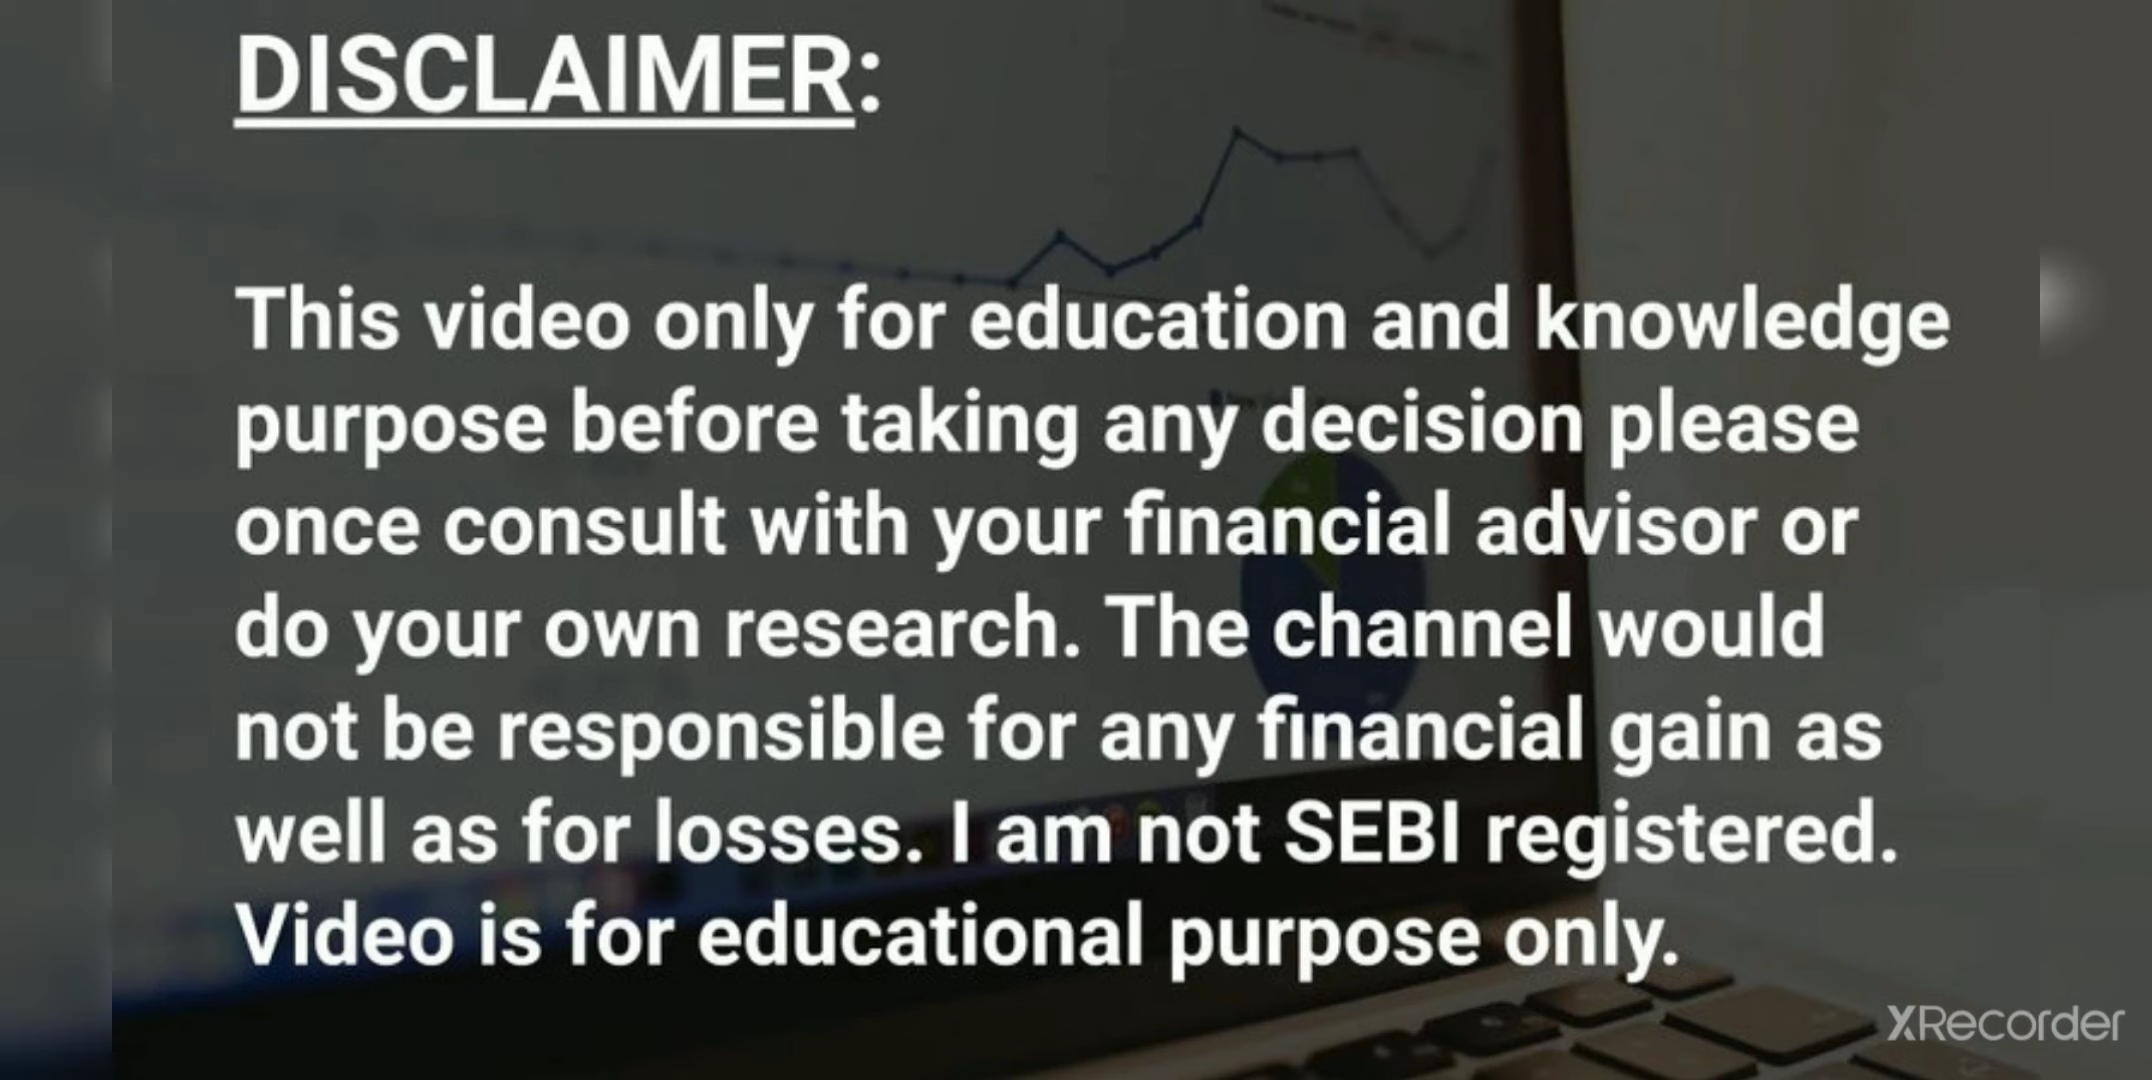 DISCLAIMER:
This video only for education and knowledge
purpose before taking any decision please
once consult with your financial advisor or
do your own research. The channel would
not be responsible for any financial gain as
well as for losses. I am not SEBI registered.
Video is for educational purpose only.
XRecorder